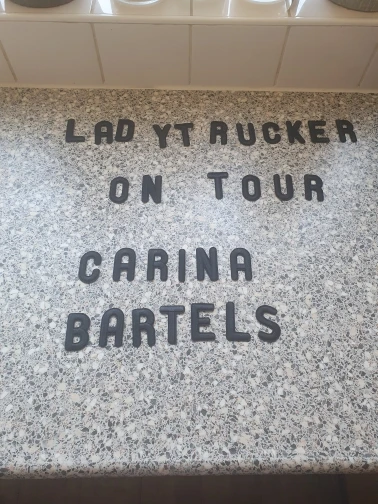 LAD YT RUCKER
ON TOUR
CARINA
BARTELS